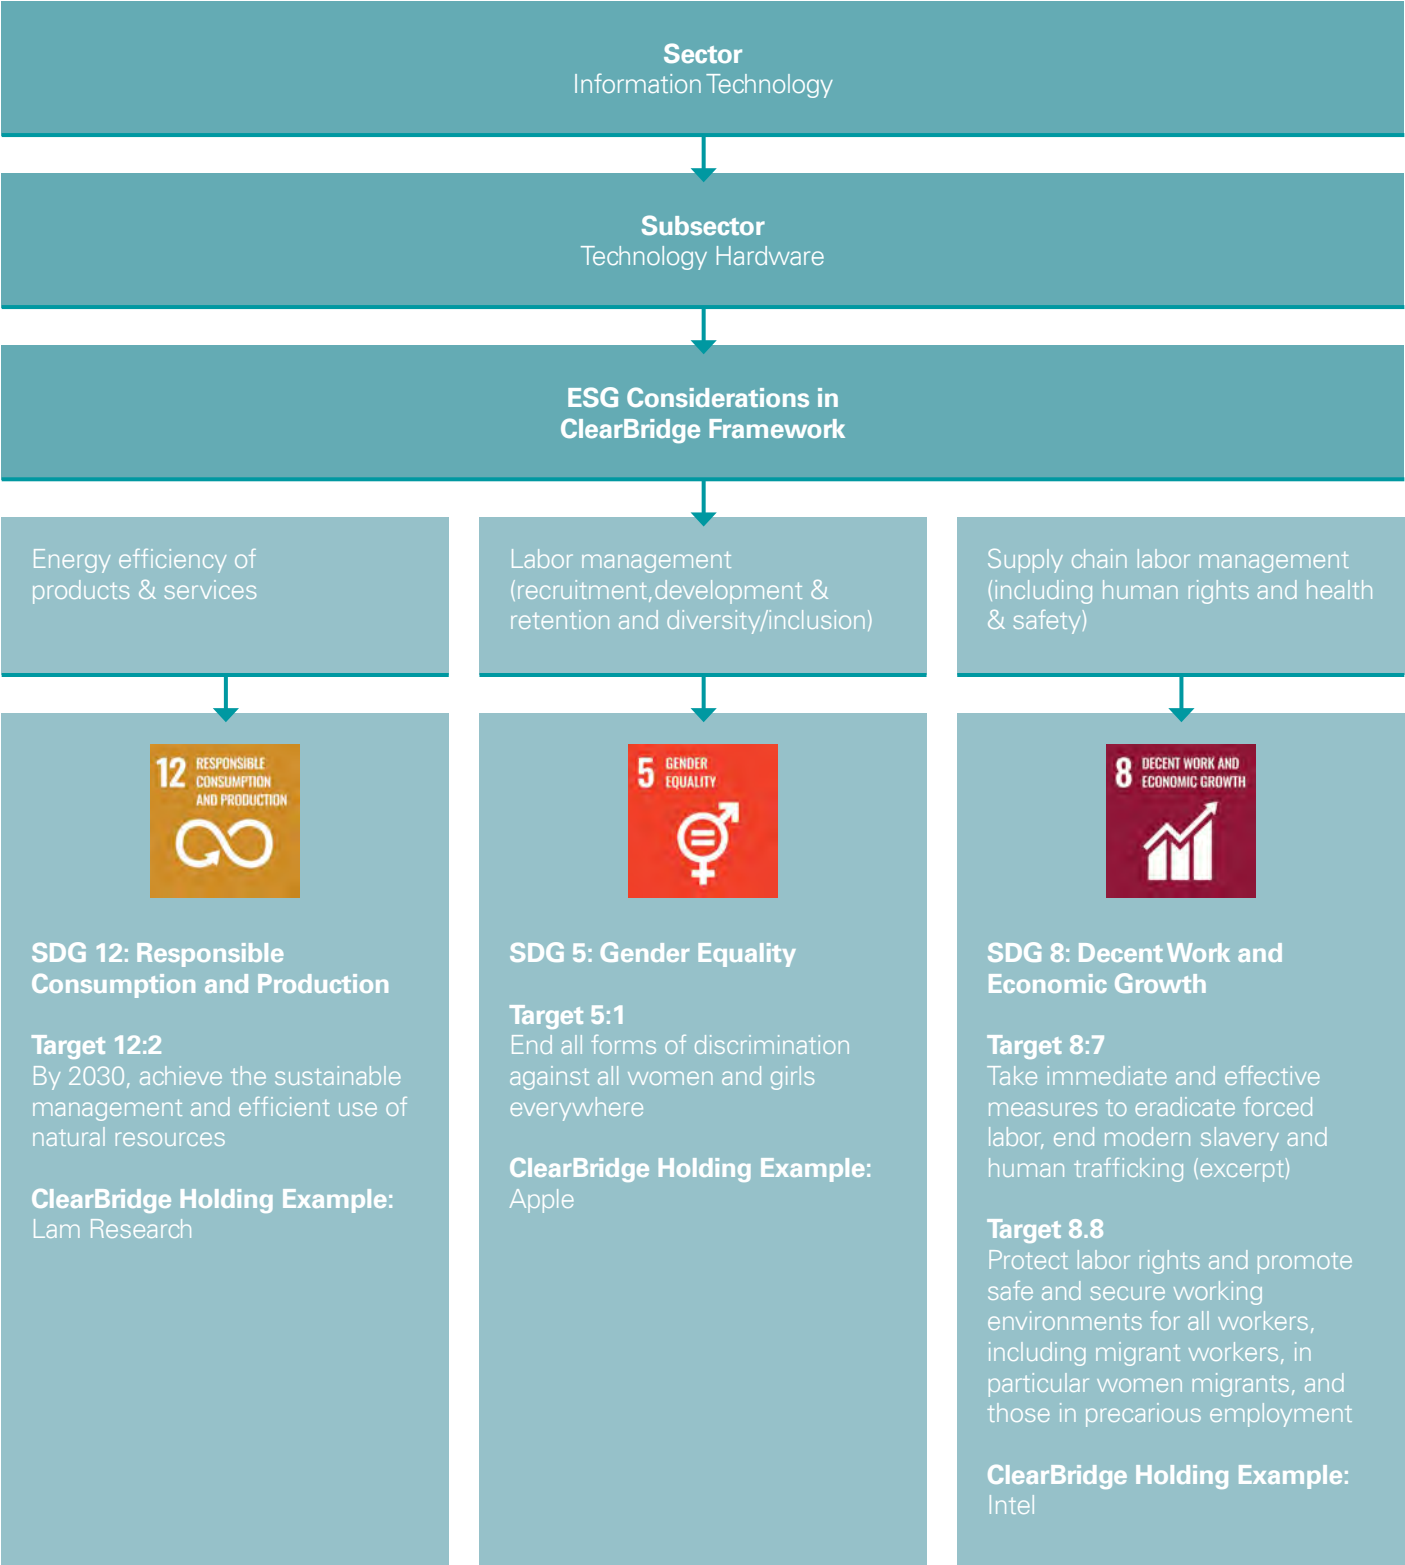 Sector
Information Technology
Subsector
Technology Hardware
ESG Considerations in
ClearBridge Framework
Energy efficiency of
products & services
12 RESPONSIBLE
CONSUMPTION
AND PRODUCTION
SDG 12: Responsible
Consumption and Production
Target 12:2
By 2030, achieve the sustainable
management and efficient use of
natural resources
ClearBridge Holding Example:
Lam Research
Labor management
(recruitment,development &
retention and diversity/inclusion)
5 GENDER
EQUALITY
SDG 5: Gender Equality
Target 5:1
End all forms of discrimination
against all women and girls
everywhere
ClearBridge Holding Example:
Apple
Supply chain labor management
(including human rights and health
& safety)
8 DECENT WORK AND
ECONOMIC GROWTH
SDG 8: Decent Work and
Economic Growth
Target 8:7
Take immediate and effective
measures to eradicate forced
labor, end modern slavery and
human trafficking (excerpt)
Target 8.8
Protect labor rights and promote
safe and secure working
environments for all workers,
including migrant workers, in
particular women migrants, and
those in precarious employment
ClearBridge Holding Example:
Intel